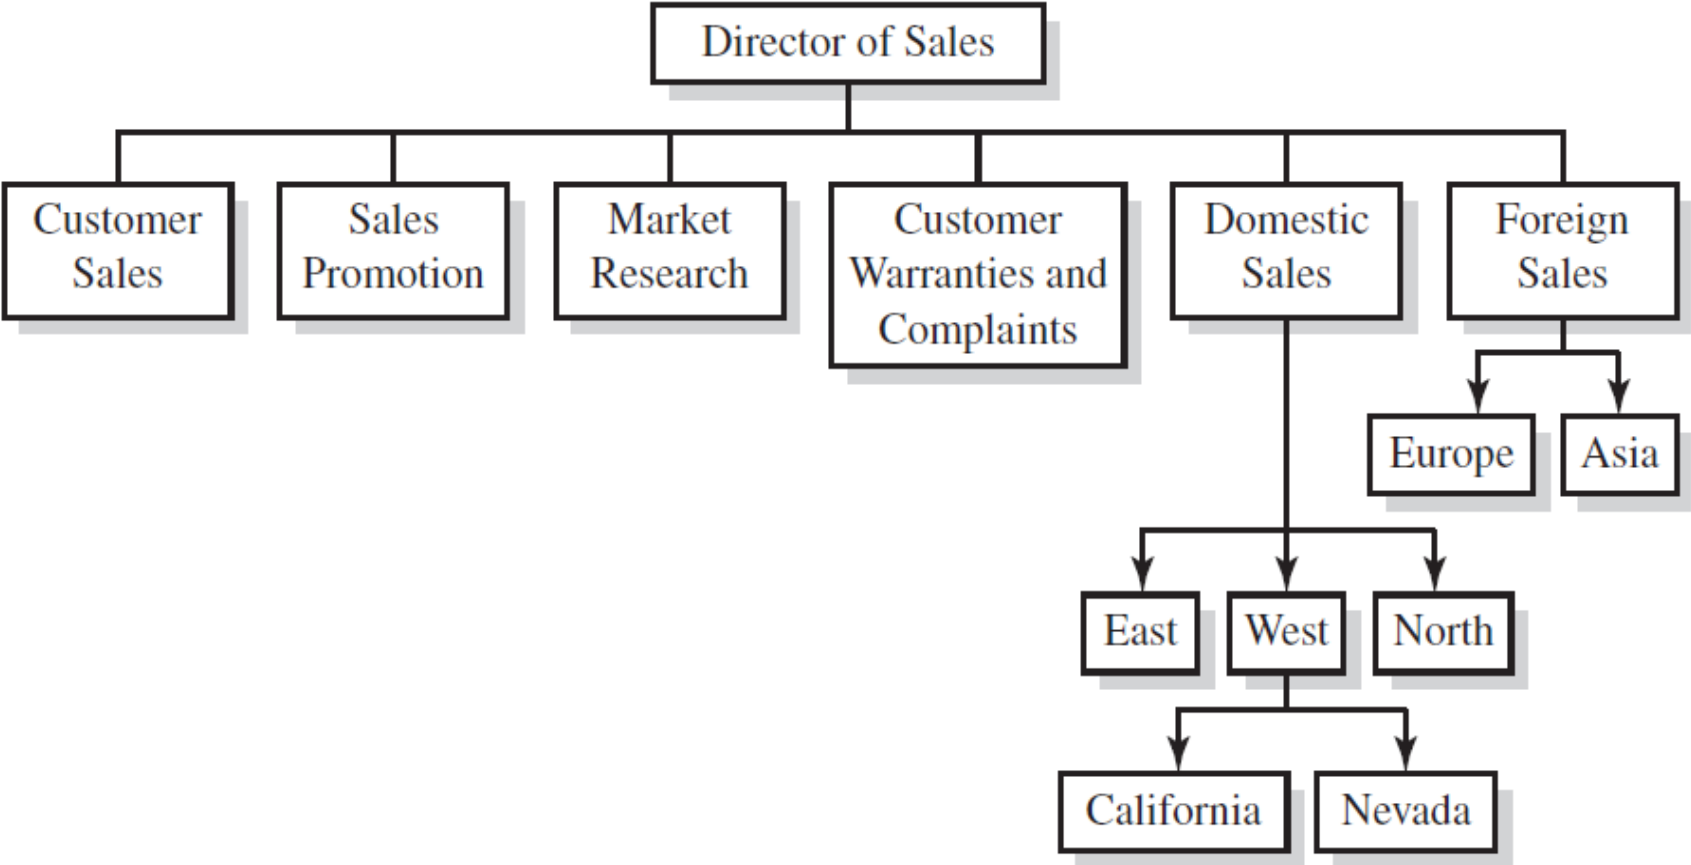 Director of Sales
Customer
Sales
Sales
Promotion
Market
Research
Customer
Warranties and
Complaints
Domestic
Sales
Foreign
Sales
Europe
Asia
East
West
North
California
Nevada